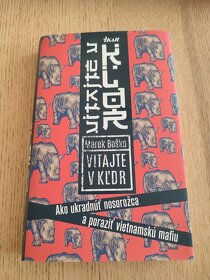 IKAR
vitajte v
KĽDR
Marek Boško
VITAJTE
V KĽDR
Ako ukradnúť nosorožca
a poraziť vietnamskú mafiu